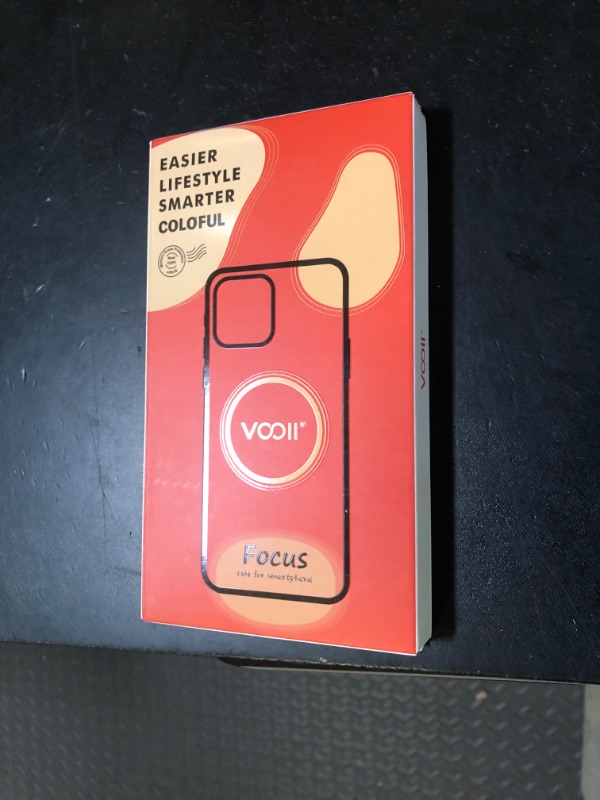 EASIER
LIFESTYLE
SMARTER
COLOFUL
VOOII®
Focus
case for smartphone
VOOII